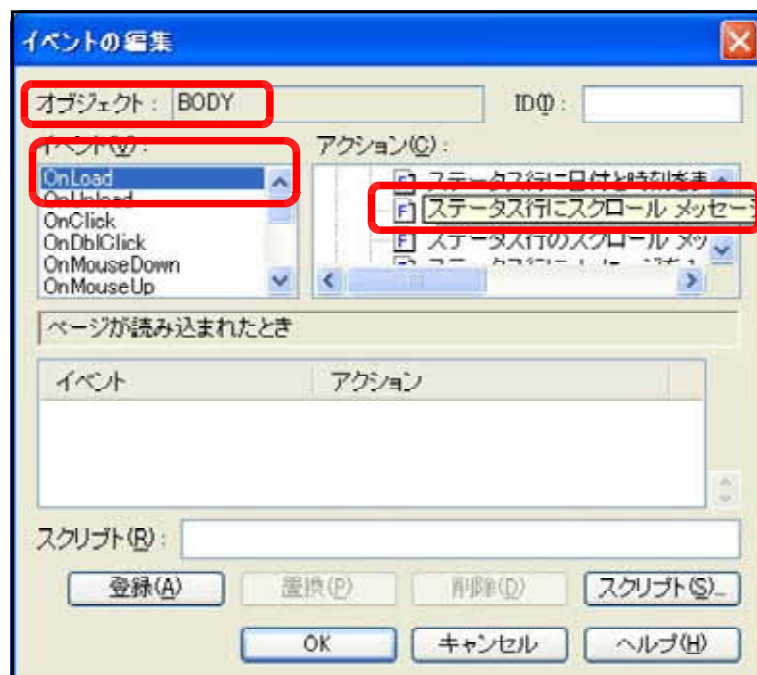 イベントの編集
オブジェクト： BODY
ID(I)：
イベント(V)：
アクション(C)：
OnLoad
OnUnload
OnClick
OnDblClick
OnMouseDown
OnMouseUp
ステータス行に日付と時刻をま
ステータス行にスクロール メッセージ
ステータス行のスクロール メッ
ページが読み込まれたとき
イベント アクション
スクリプト(R)：
登録(A) 置換(P) 削除(D) スクリプト(S)...
OK キャンセル ヘルプ(H)